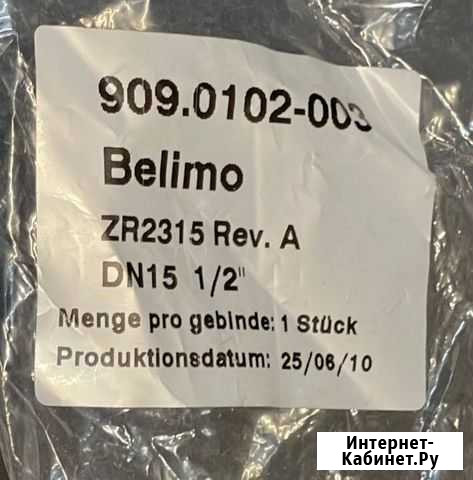 909.0102-003
Belimo
ZR2315 Rev. A
DN15 1/2"
Menge pro gebinde: 1 Stück
Produktionsdatum: 25/06/10
Интернет-
Кабинет.Ру